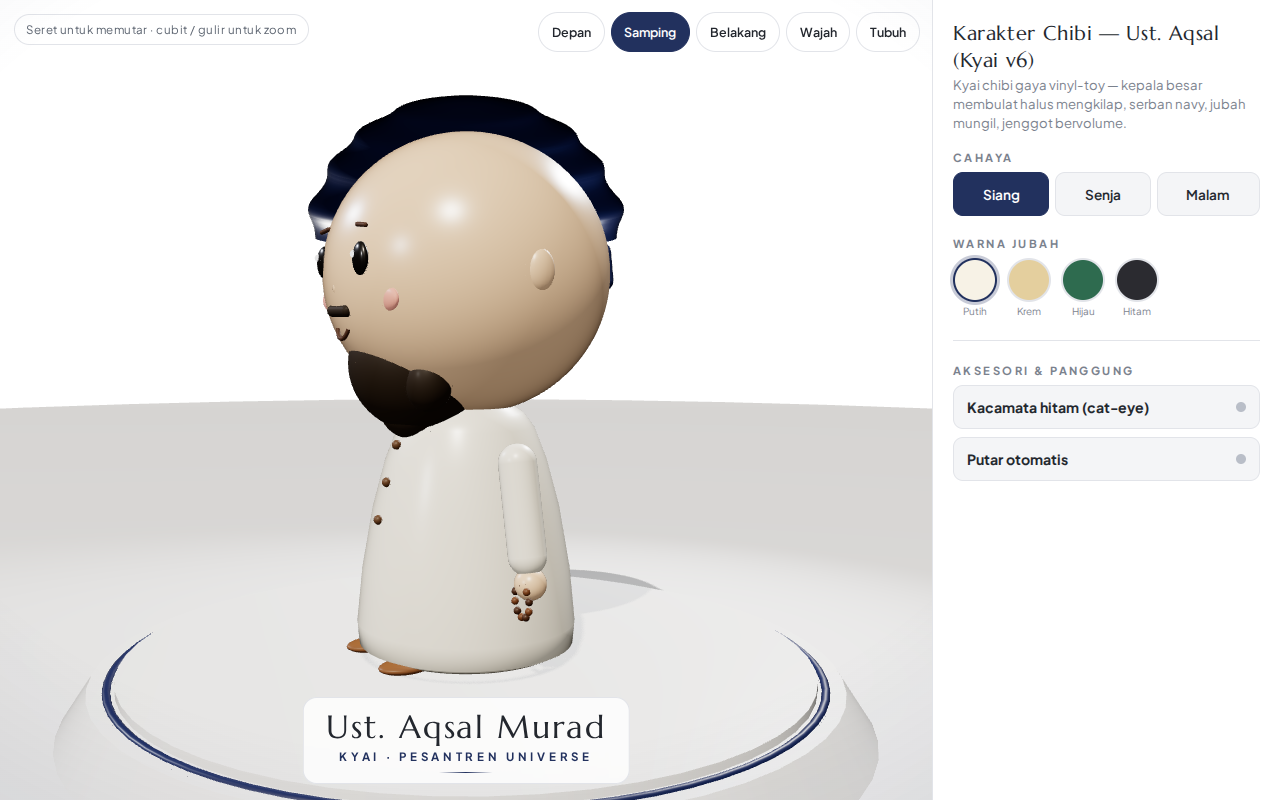 Seret untuk memutar · cubit / gulir untuk zoom
Depan
Samping
Belakang
Wajah
Tubuh
Karakter Chibi — Ust. Aqsal
(Kyai v6)
Kyai chibi gaya vinyl-toy — kepala besar
membulat halus mengkilap, serban navy, jubah
mungil, jenggot bervolume.
CAHAYA
Siang
Senja
Malam
WARNA JUBAH
Putih
Krem
Hijau
Hitam
AKSESORI & PANGGUNG
Kacamata hitam (cat-eye)
Putar otomatis
Ust. Aqsal Murad
KYAI · PESANTREN UNIVERSE